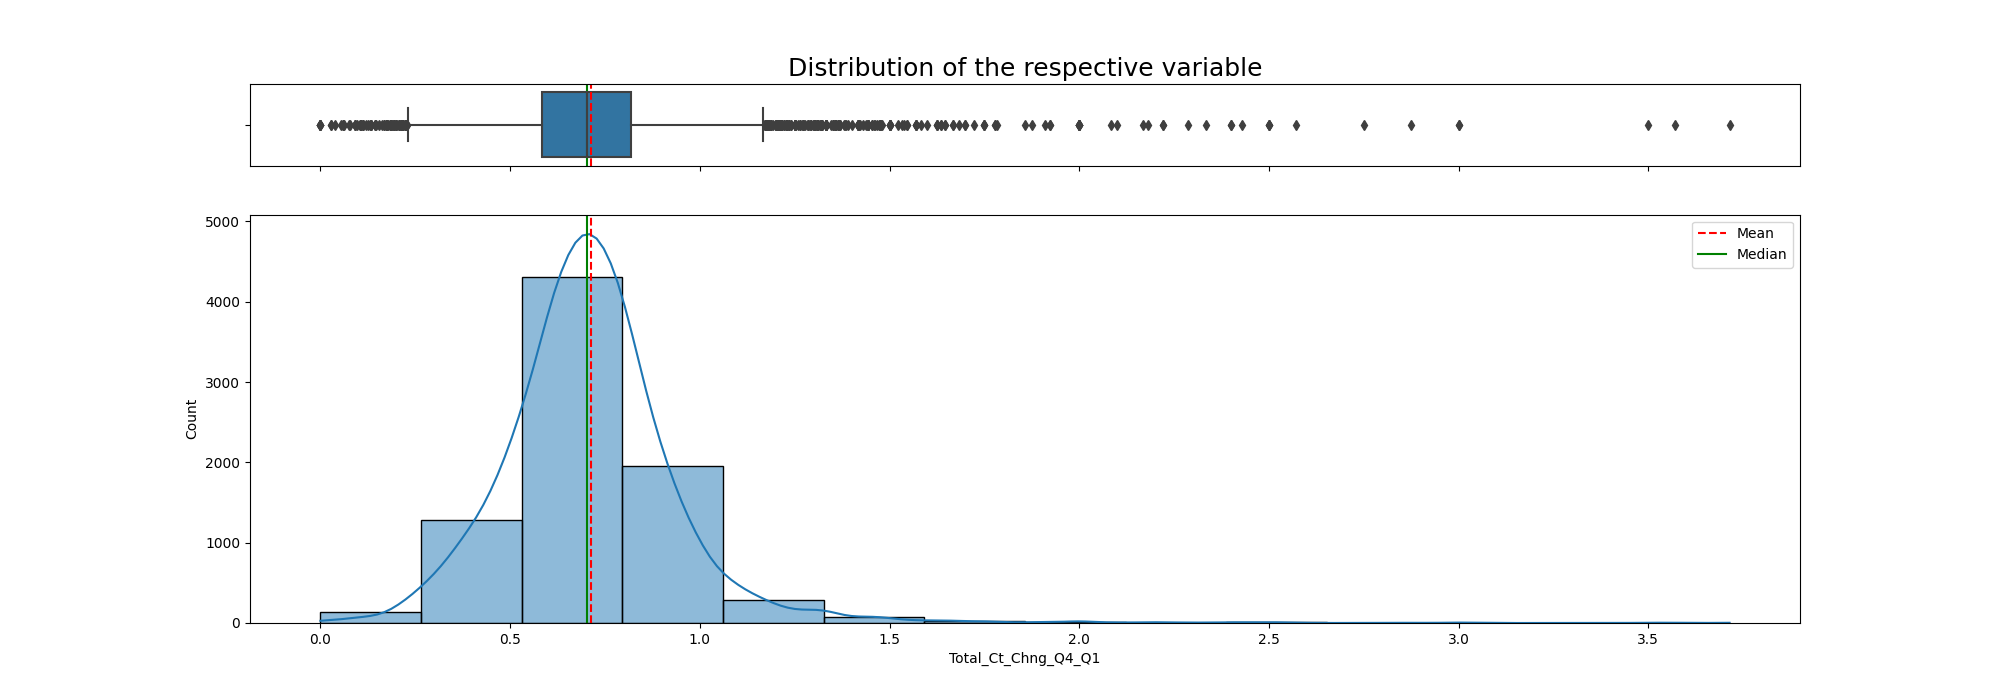 Distribution of the respective variable
5000
4000
3000
2000
1000
0
Count
Mean
Median
0.0 0.5 1.0 1.5 2.0 2.5 3.0 3.5
Total_Ct_Chng_Q4_Q1